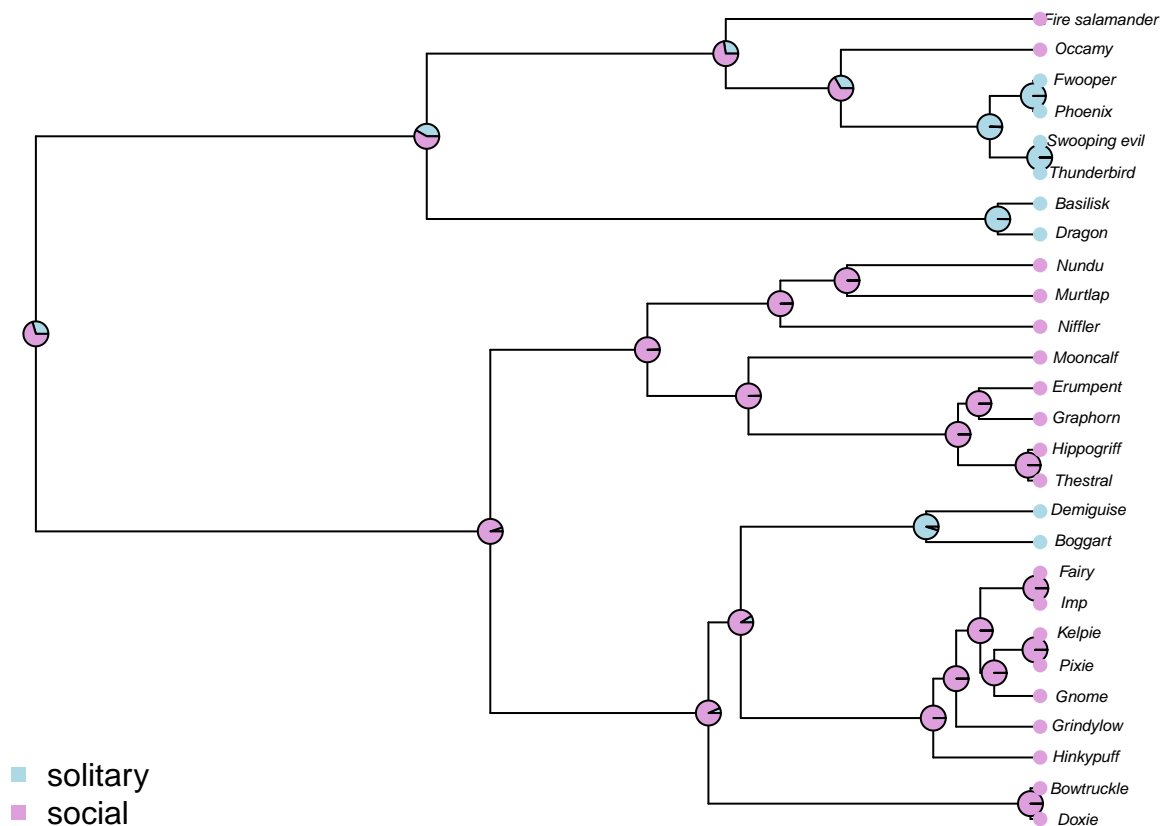 Fire salamander
Occamy
Fwooper
Phoenix
Swooping evil
Thunderbird
Basilisk
Dragon
Nundu
Murtlap
Niffler
Mooncalf
Erumpent
Graphorn
Hippogriff
Thestral
Demiguise
Boggart
Fairy
Imp
Kelpie
Pixie
Gnome
Grindylow
Hinkypuff
Bowtruckle
Doxie
solitary
social